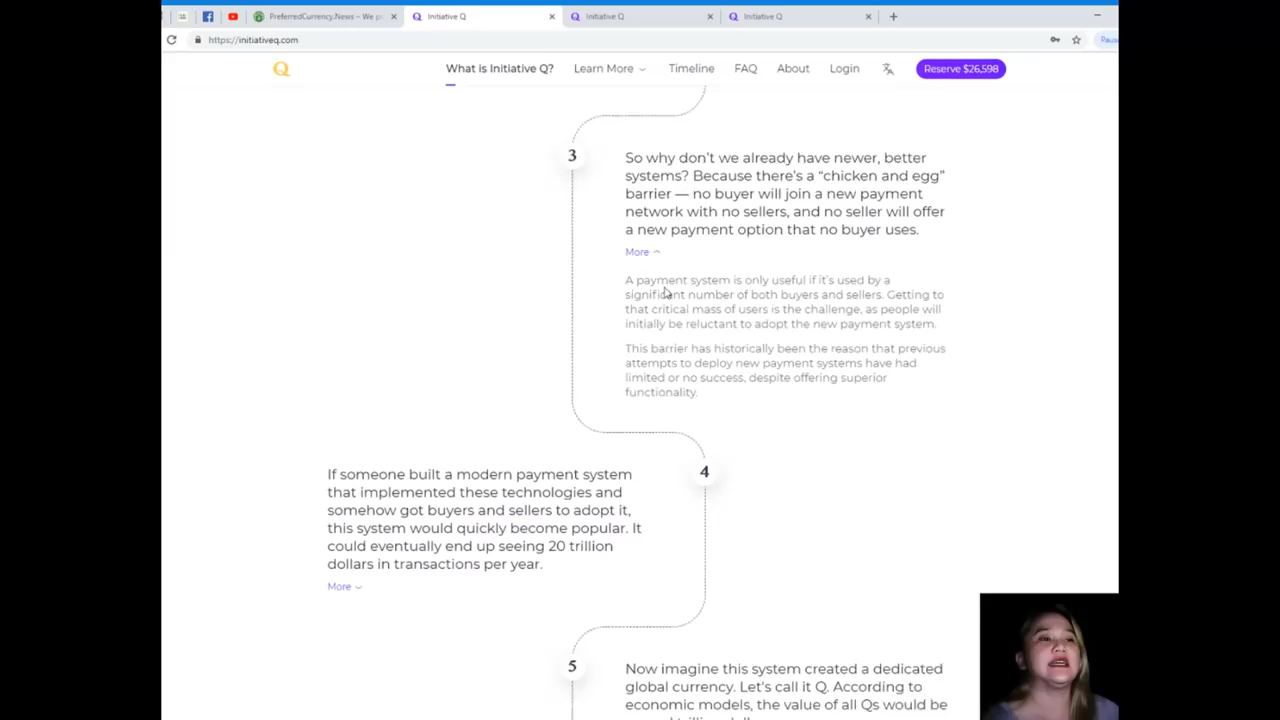 PreferredCurrency.News – We pr
Initiative Q
Initiative Q
Initiative Q
https://initiativeq.com
Paus
Q
What is Initiative Q?
Learn More
Timeline
FAQ
About
Login
Reserve $26,598
3
So why don't we already have newer, better
systems? Because there's a “chicken and egg”
barrier — no buyer will join a new payment
network with no sellers, and no seller will offer
a new payment option that no buyer uses.
More
A payment system is only useful if it's used by a
significant number of both buyers and sellers. Getting to
that critical mass of users is the challenge, as people will
initially be reluctant to adopt the new payment system.
This barrier has historically been the reason that previous
attempts to deploy new payment systems have had
limited or no success, despite offering superior
functionality.
4
If someone built a modern payment system
that implemented these technologies and
somehow got buyers and sellers to adopt it,
this system would quickly become popular. It
could eventually end up seeing 20 trillion
dollars in transactions per year.
More
5
Now imagine this system created a dedicated
global currency. Let's call it Q. According to
economic models, the value of all Qs would be